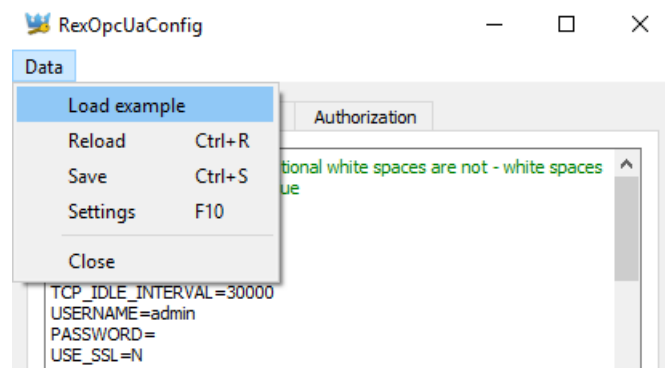 RexOpcUaConfig
Data
Load example
Authorization
Reload Ctrl+R
tional white spaces are not - white spaces
Save Ctrl+S
ue
Settings F10
Close
TCP_IDLE_INTERVAL=30000
USERNAME=admin
PASSWORD=
USE_SSL=N